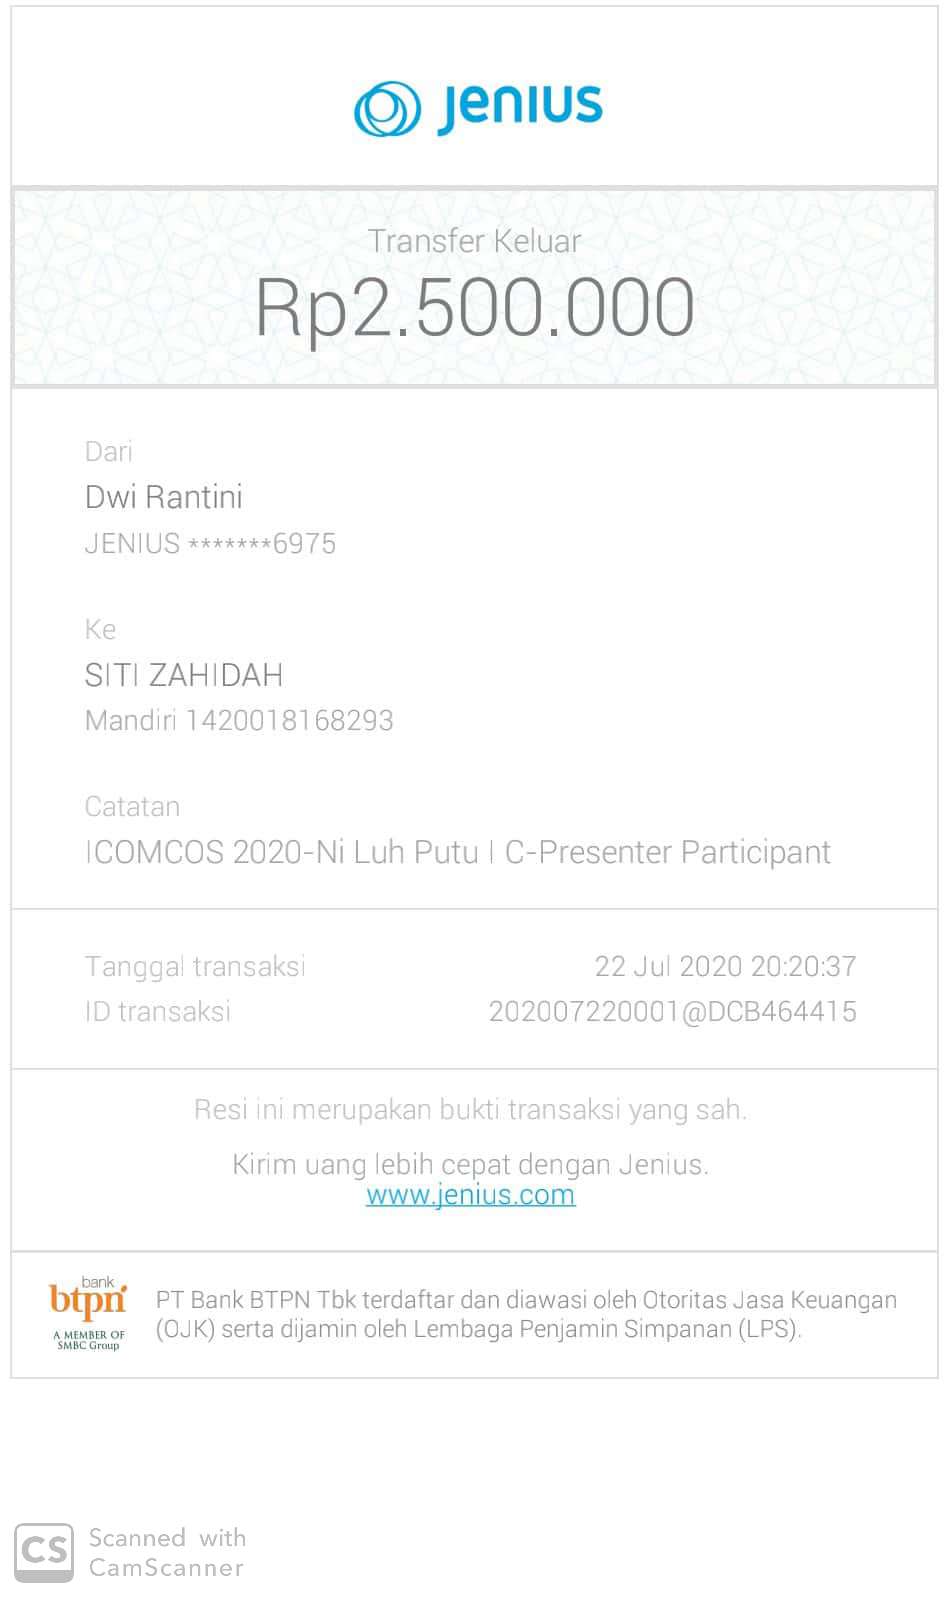 jenius
Transfer Keluar
Rp2.500.000
Dari
Dwi Rantini
JENIUS *******6975
Ke
SITI ZAHIDAH
Mandiri 1420018168293
Catatan
ICOMCOS 2020-Ni Luh Putu I C-Presenter Participant
Tanggal transaksi 22 Jul 2020 20:20:37
ID transaksi 202007220001@DCB464415
Resi ini merupakan bukti transaksi yang sah.
Kirim uang lebih cepat dengan Jenius.
www.jenius.com
bank
btpn
A MEMBER OF
SMBC Group
PT Bank BTPN Tbk terdaftar dan diawasi oleh Otoritas Jasa Keuangan
(OJK) serta dijamin oleh Lembaga Penjamin Simpanan (LPS).
CS
Scanned with
CamScanner